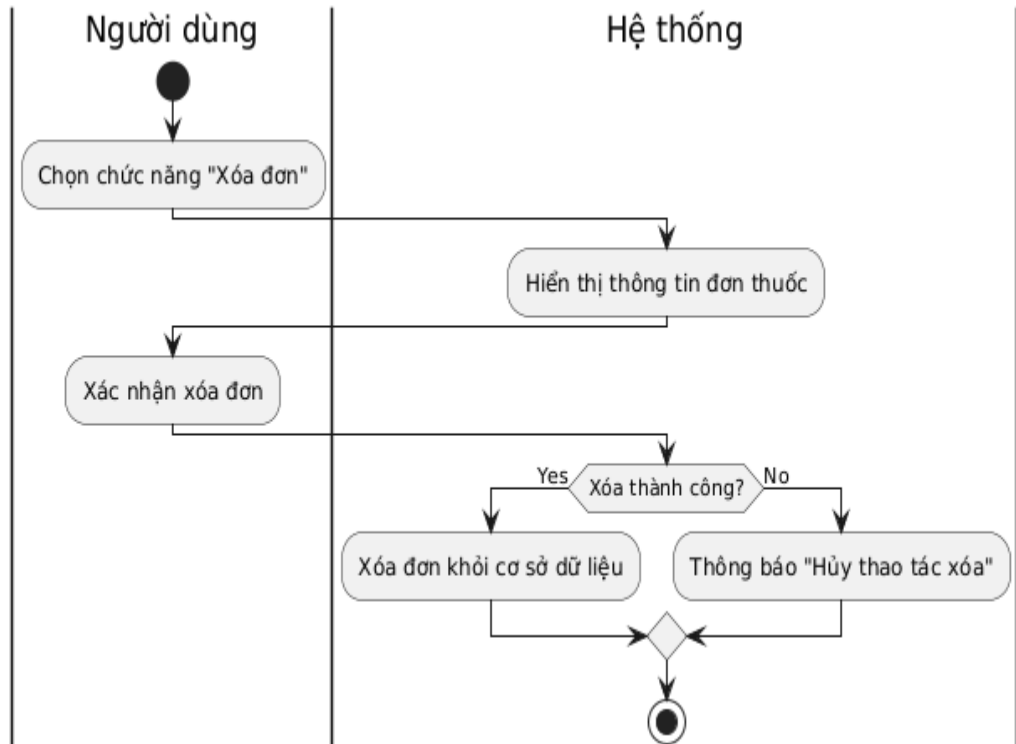 Người dùng
Hệ thống
Chọn chức năng "Xóa đơn"
Hiển thị thông tin đơn thuốc
Xác nhận xóa đơn
Yes
Xóa thành công?
No
Xóa đơn khỏi cơ sở dữ liệu
Thông báo "Hủy thao tác xóa"